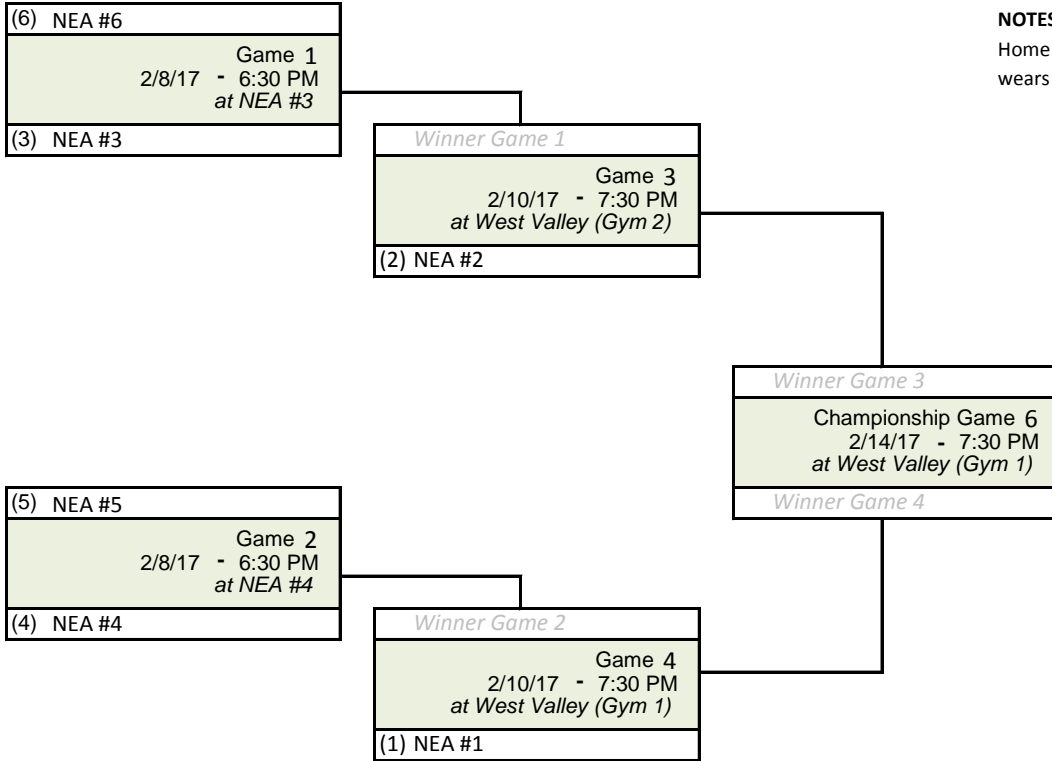 (6) NEA #6
Game 1
2/8/17 - 6:30 PM
at NEA #3
(3) NEA #3
NOTES
Home
wears
Winner Game 1
Game 3
2/10/17 - 7:30 PM
at West Valley (Gym 2)
(2) NEA #2
Winner Game 3
Championship Game 6
2/14/17 - 7:30 PM
at West Valley (Gym 1)
Winner Game 4
(5) NEA #5
Game 2
2/8/17 - 6:30 PM
at NEA #4
(4) NEA #4
Winner Game 2
Game 4
2/10/17 - 7:30 PM
at West Valley (Gym 1)
(1) NEA #1